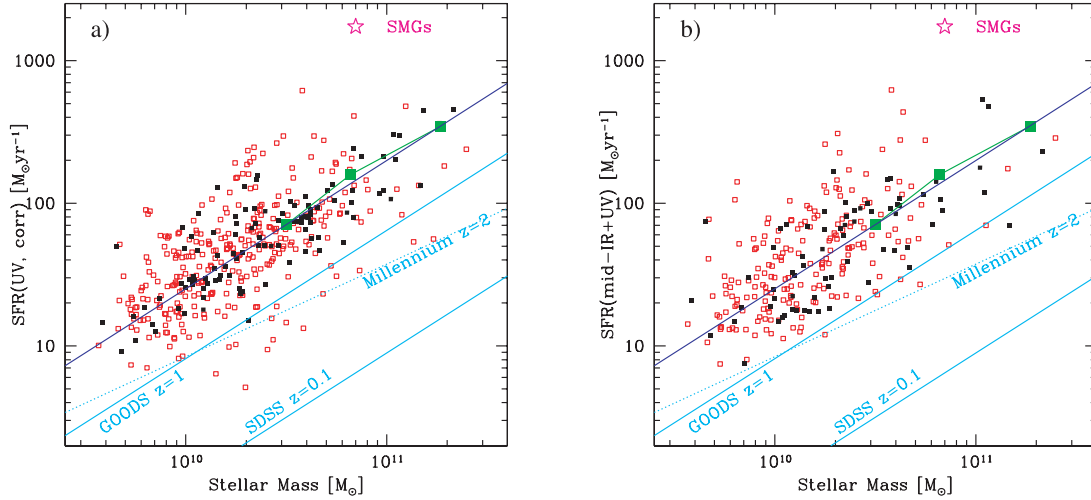 a)
SMGs
1000
100
10
SFR(UV, corr) [M⊙yr⁻¹]
Millennium z=2
GOODS z=1
SDSS z=0.1
10¹⁰
10¹¹
Stellar Mass [M⊙]
b)
SMGs
1000
100
10
SFR(mid−IR+UV) [M⊙yr⁻¹]
Millennium z=2
GOODS z=1
SDSS z=0.1
10¹⁰
10¹¹
Stellar Mass [M⊙]